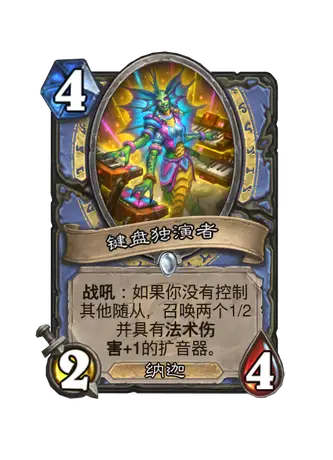 4
键盘独演者
战吼：如果你没有控制
其他随从，召唤两个1/2
并具有法术伤
害+1的扩音器。
2
纳迦
4